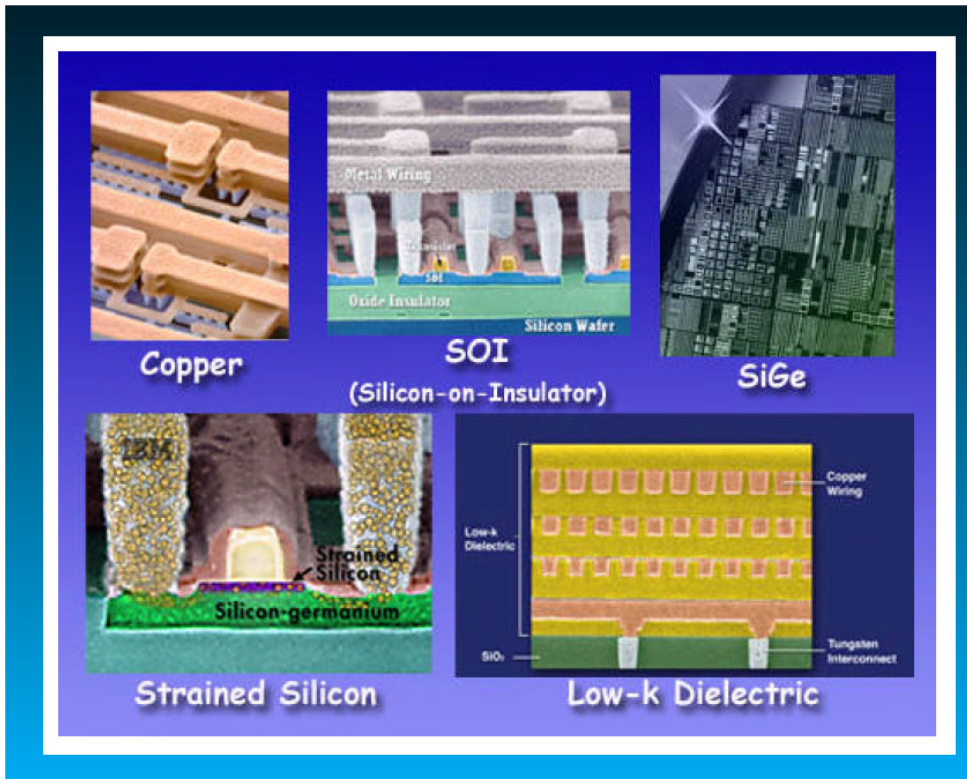 Metal Wiring
Transistor
SOI
Oxide Insulator
Silicon Wafer
Copper
SOI
(Silicon-on-Insulator)
SiGe
IBM
Strained
Silicon
Silicon-germanium
Strained Silicon
Copper
Wiring
Low-k
Dielectric
SiO₂
Tungsten
Interconnect
Low-k Dielectric